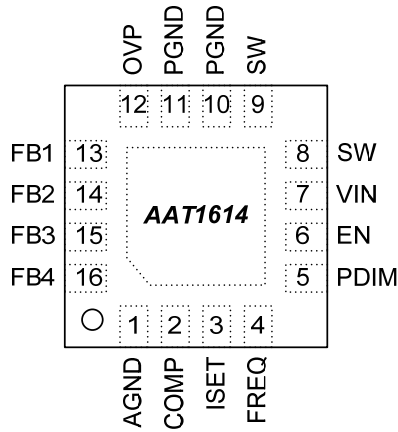 OVP PGND PGND SW
12 11 10 9
FB1 13 8 SW
FB2 14 7 VIN
AAT1614
FB3 15 6 EN
FB4 16 5 PDIM
1 2 3 4
AGND COMP ISET FREQ